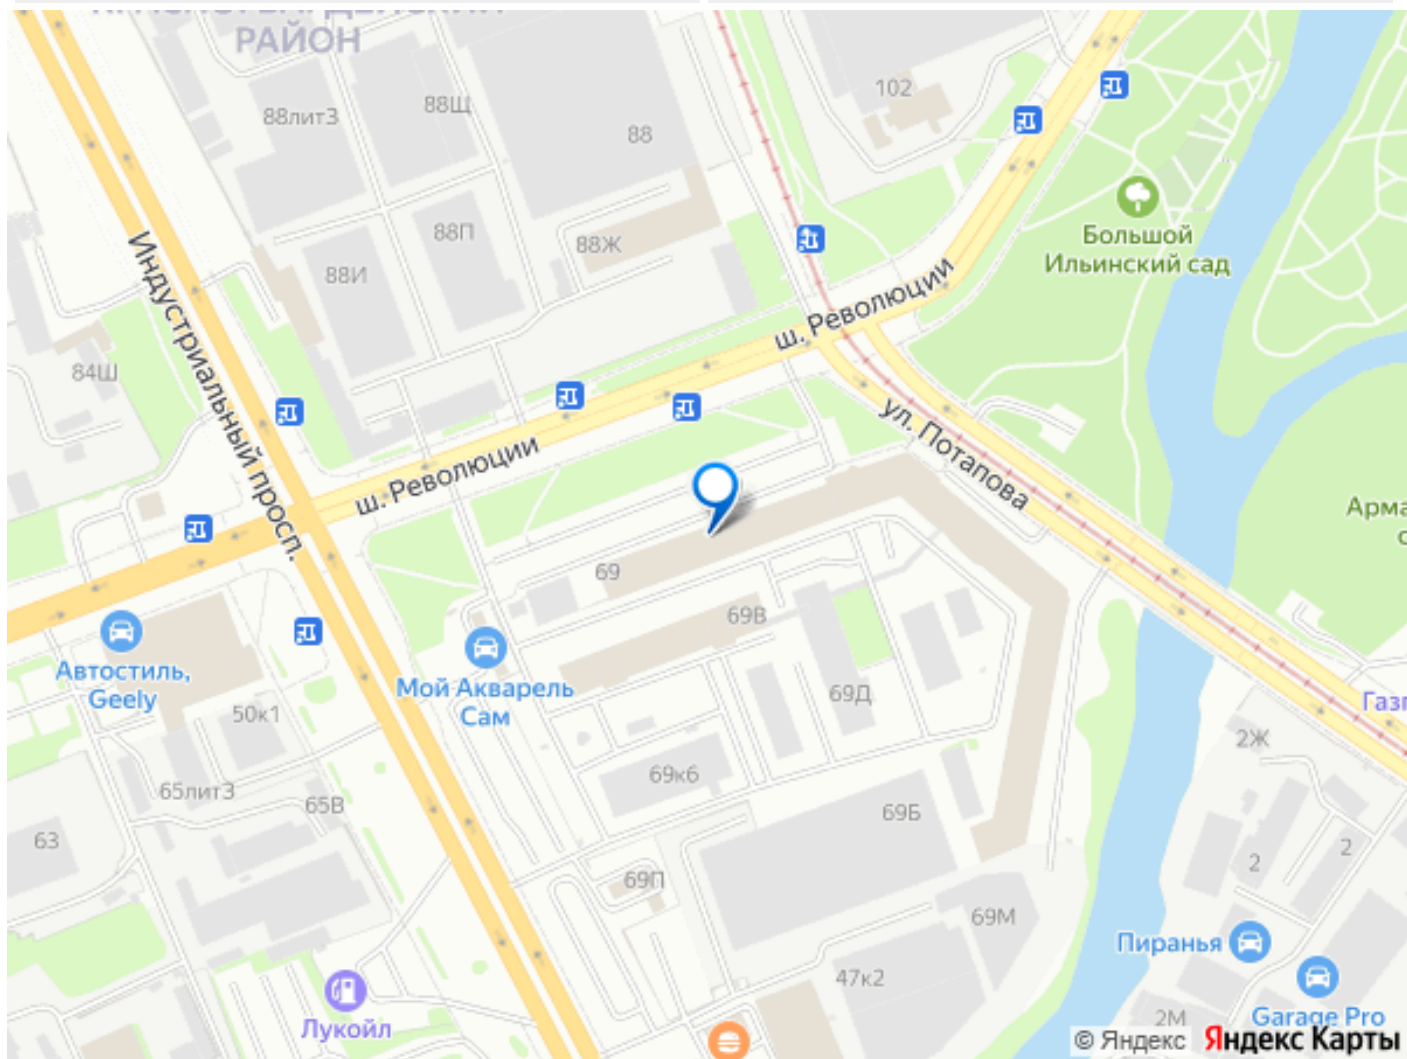 КРАСНОГВАРДЕЙСКИЙ
РАЙОН
88лит3
88Щ
88
102
88П
88Ж
88И
Большой
Ильинский сад
Индустриальный просп.
84Ш
ш. Революции
ш. Революции
ул. Потапова
69
69В
Автостиль,
Geely
Мой Акварель
Сам
69Д
50к1
2Ж
69к6
65лит3
65В
69Б
63
2
2
69П
69М
Пиранья
47к2
Лукойл
2М
Garage Pro
© Яндекс Яндекс Карты